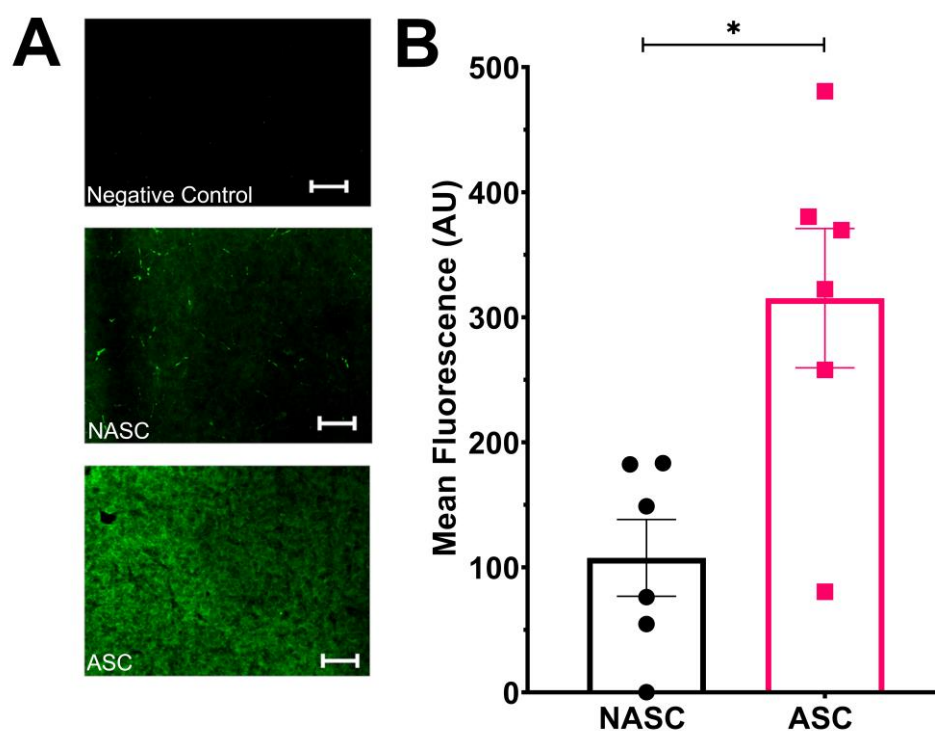 A
Negative Control
NASC
ASC
B
*
Mean Fluorescence (AU)
500
400
300
200
100
0
NASC
ASC